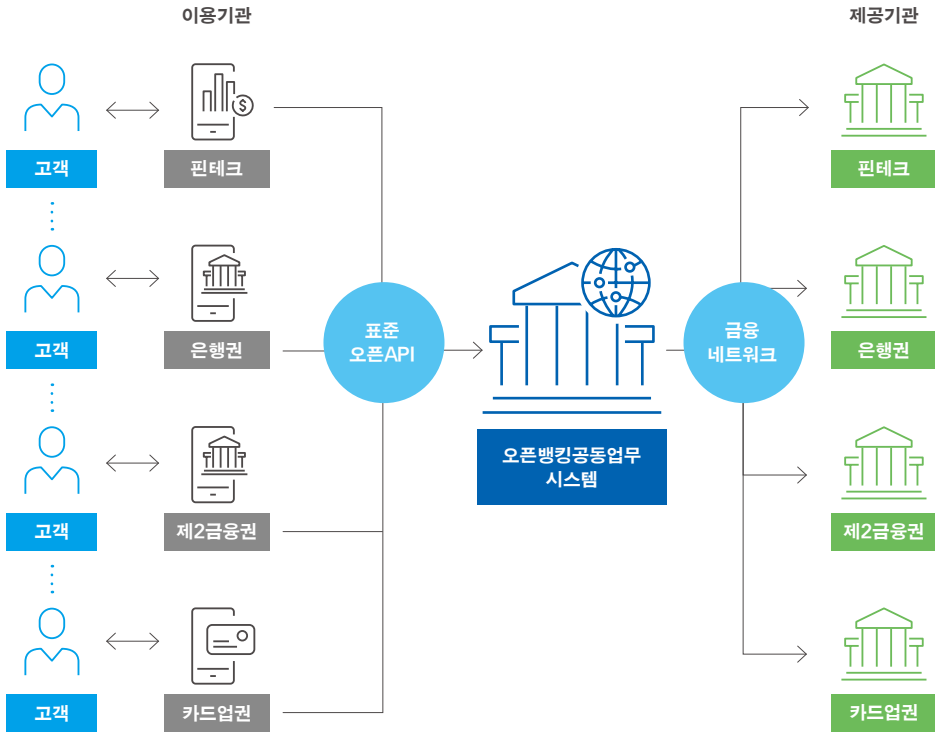 이용기관
제공기관
고객
핀테크
핀테크
고객
은행권
표준
오픈API
금융
네트워크
은행권
오픈뱅킹공동업무
시스템
고객
제2금융권
제2금융권
고객
카드업권
카드업권